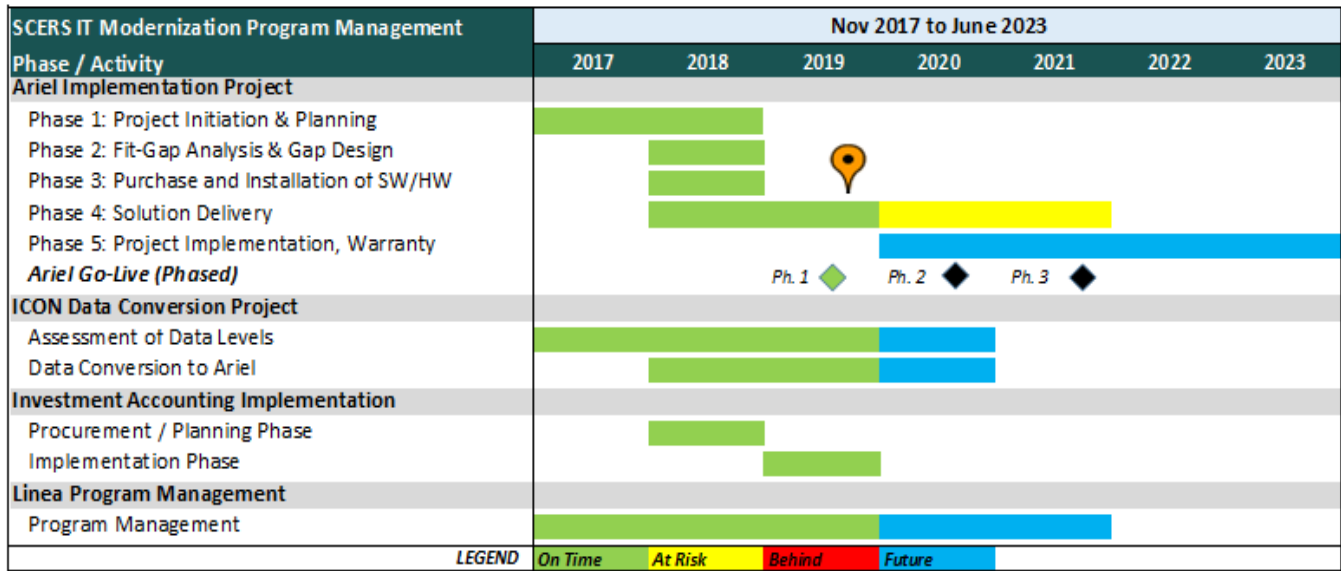 SCERS IT Modernization Program Management
Nov 2017 to June 2023
Phase / Activity 2017 2018 2019 2020 2021 2022 2023
Ariel Implementation Project
Phase 1: Project Initiation & Planning
Phase 2: Fit-Gap Analysis & Gap Design
Phase 3: Purchase and Installation of SW/HW
Phase 4: Solution Delivery
Phase 5: Project Implementation, Warranty
Ariel Go-Live (Phased) Ph. 1 Ph. 2 Ph. 3
ICON Data Conversion Project
Assessment of Data Levels
Data Conversion to Ariel
Investment Accounting Implementation
Procurement / Planning Phase
Implementation Phase
Linea Program Management
Program Management
LEGEND On Time At Risk Behind Future